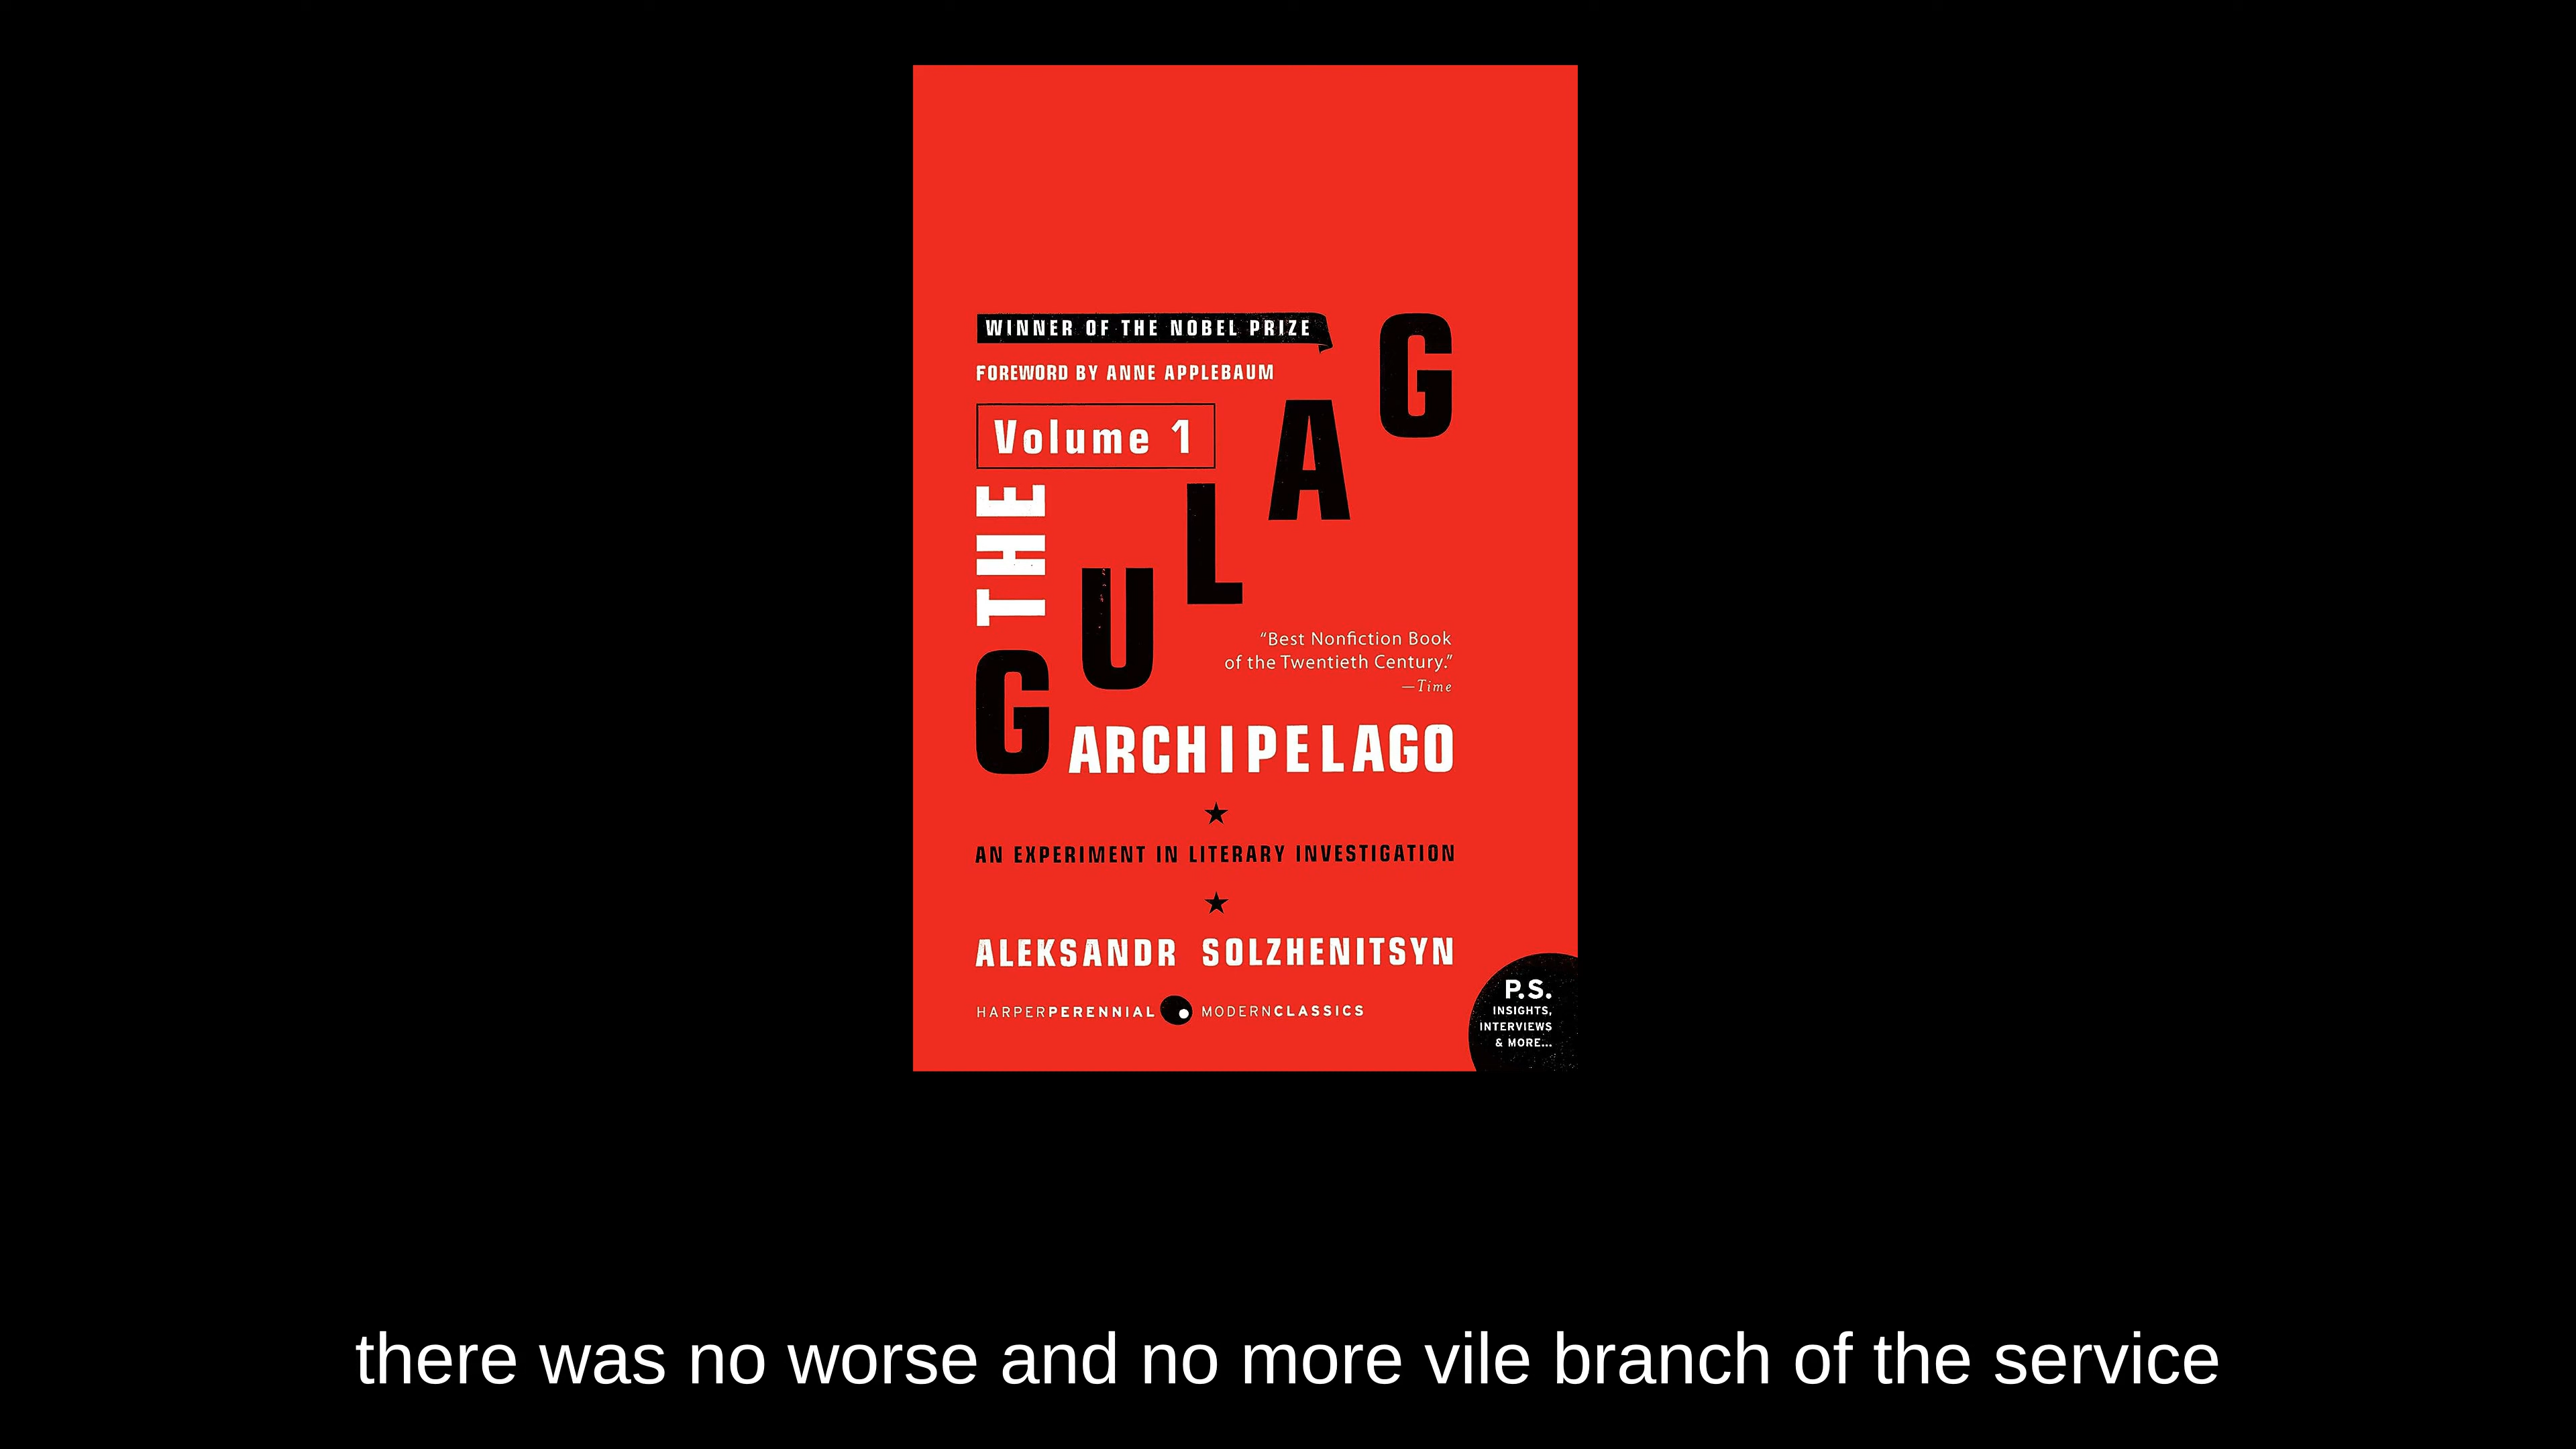 WINNER OF THE NOBEL PRIZE
FOREWORD BY ANNE APPLEBAUM
Volume 1
THE
GULAG
"Best Nonfiction Book
of the Twentieth Century."
—Time
ARCHIPELAGO
AN EXPERIMENT IN LITERARY INVESTIGATION
ALEKSANDR SOLZHENITSYN
HARPERPERENNIAL MODERNCLASSICS
P.S.
INSIGHTS,
INTERVIEWS
& MORE...
there was no worse and no more vile branch of the service